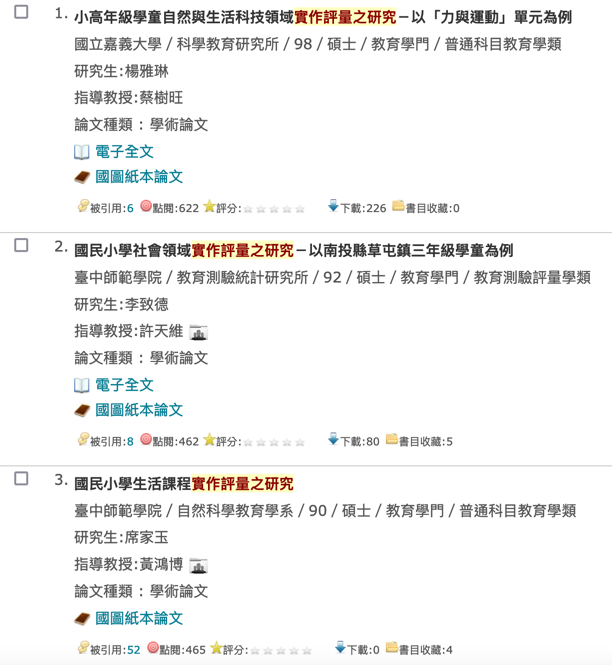 1. 小高年級學童自然與生活科技領域實作評量之研究－以「力與運動」單元為例
國立嘉義大學 / 科學教育研究所 / 98 / 碩士 / 教育學門 / 普通科目教育學類
研究生:楊雅琳
指導教授:蔡樹旺
論文種類 : 學術論文
電子全文
國圖紙本論文
被引用:6 點閱:622 評分: 下載:226 書目收藏:0
2. 國民小學社會領域實作評量之研究－以南投縣草屯鎮三年級學童為例
臺中師範學院 / 教育測驗統計研究所 / 92 / 碩士 / 教育學門 / 教育測驗評量學類
研究生:李致德
指導教授:許天維
論文種類 : 學術論文
電子全文
國圖紙本論文
被引用:8 點閱:462 評分: 下載:80 書目收藏:5
3. 國民小學生活課程實作評量之研究
臺中師範學院 / 自然科學教育學系 / 90 / 碩士 / 教育學門 / 普通科目教育學類
研究生:席家玉
指導教授:黃鴻博
論文種類 : 學術論文
國圖紙本論文
被引用:52 點閱:465 評分: 下載:0 書目收藏:4